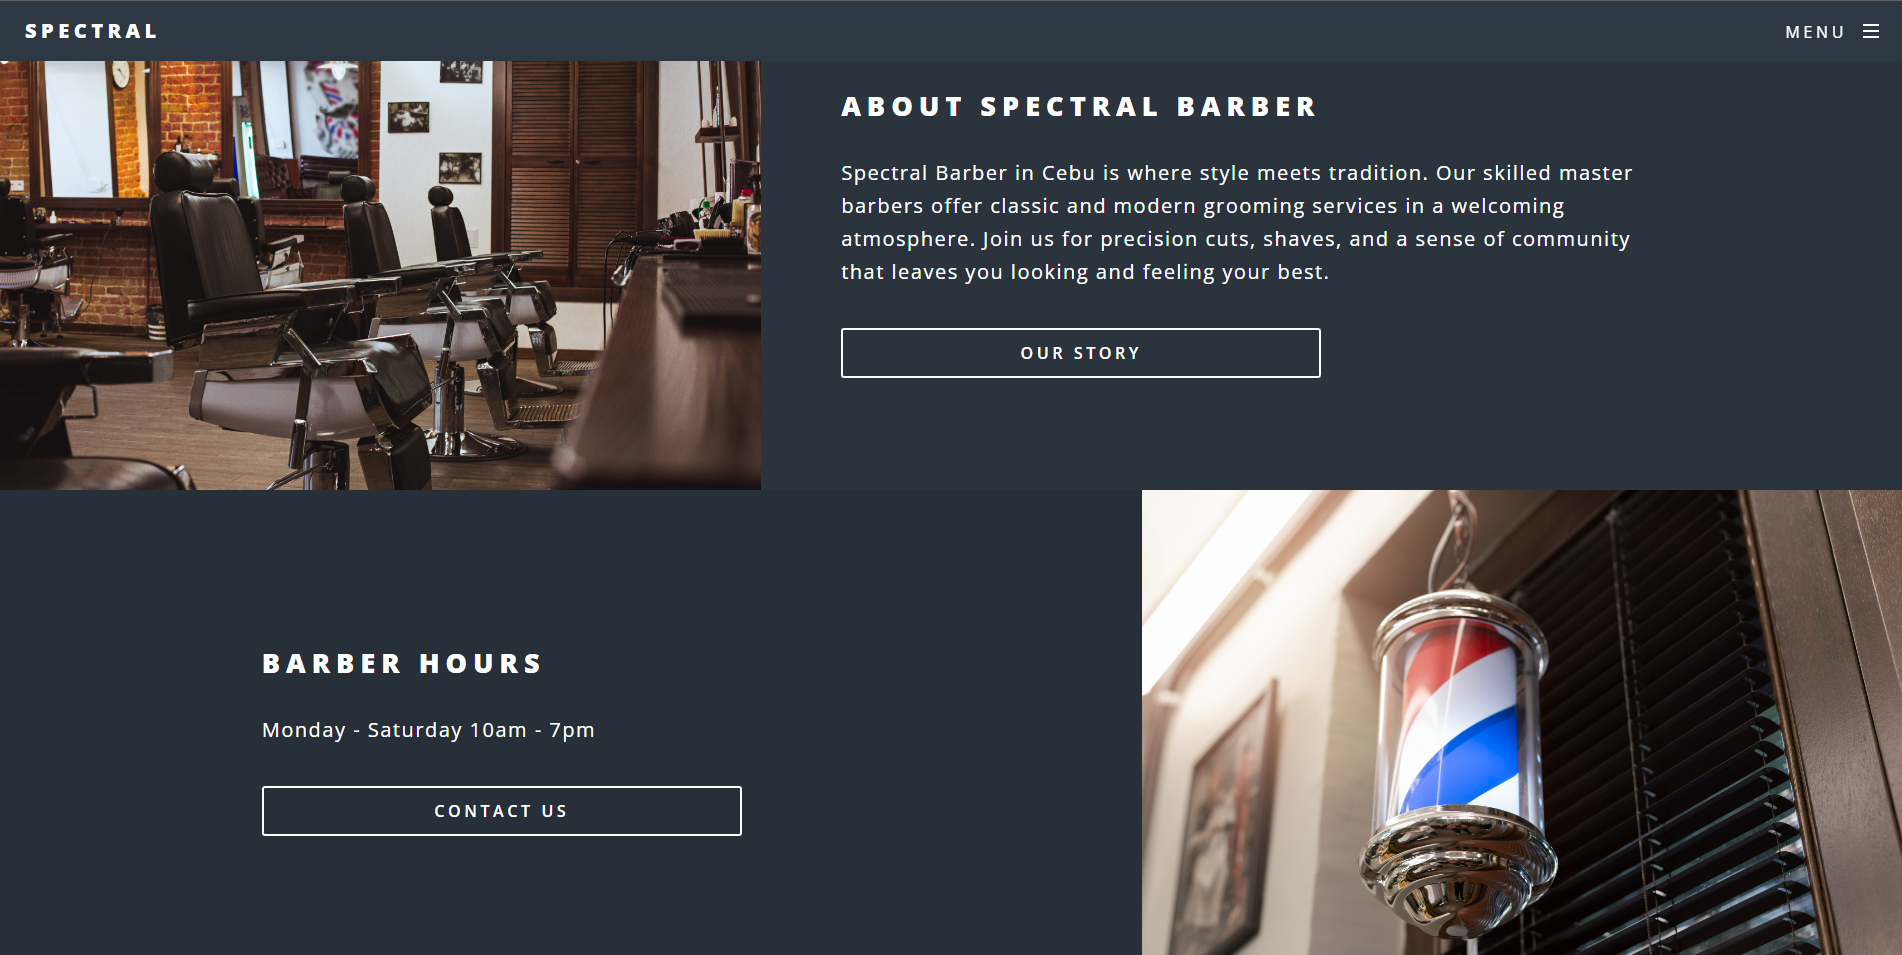 SPECTRAL
MENU
ABOUT SPECTRAL BARBER
Spectral Barber in Cebu is where style meets tradition. Our skilled master
barbers offer classic and modern grooming services in a welcoming
atmosphere. Join us for precision cuts, shaves, and a sense of community
that leaves you looking and feeling your best.
OUR STORY
BARBER HOURS
Monday - Saturday 10am - 7pm
CONTACT US